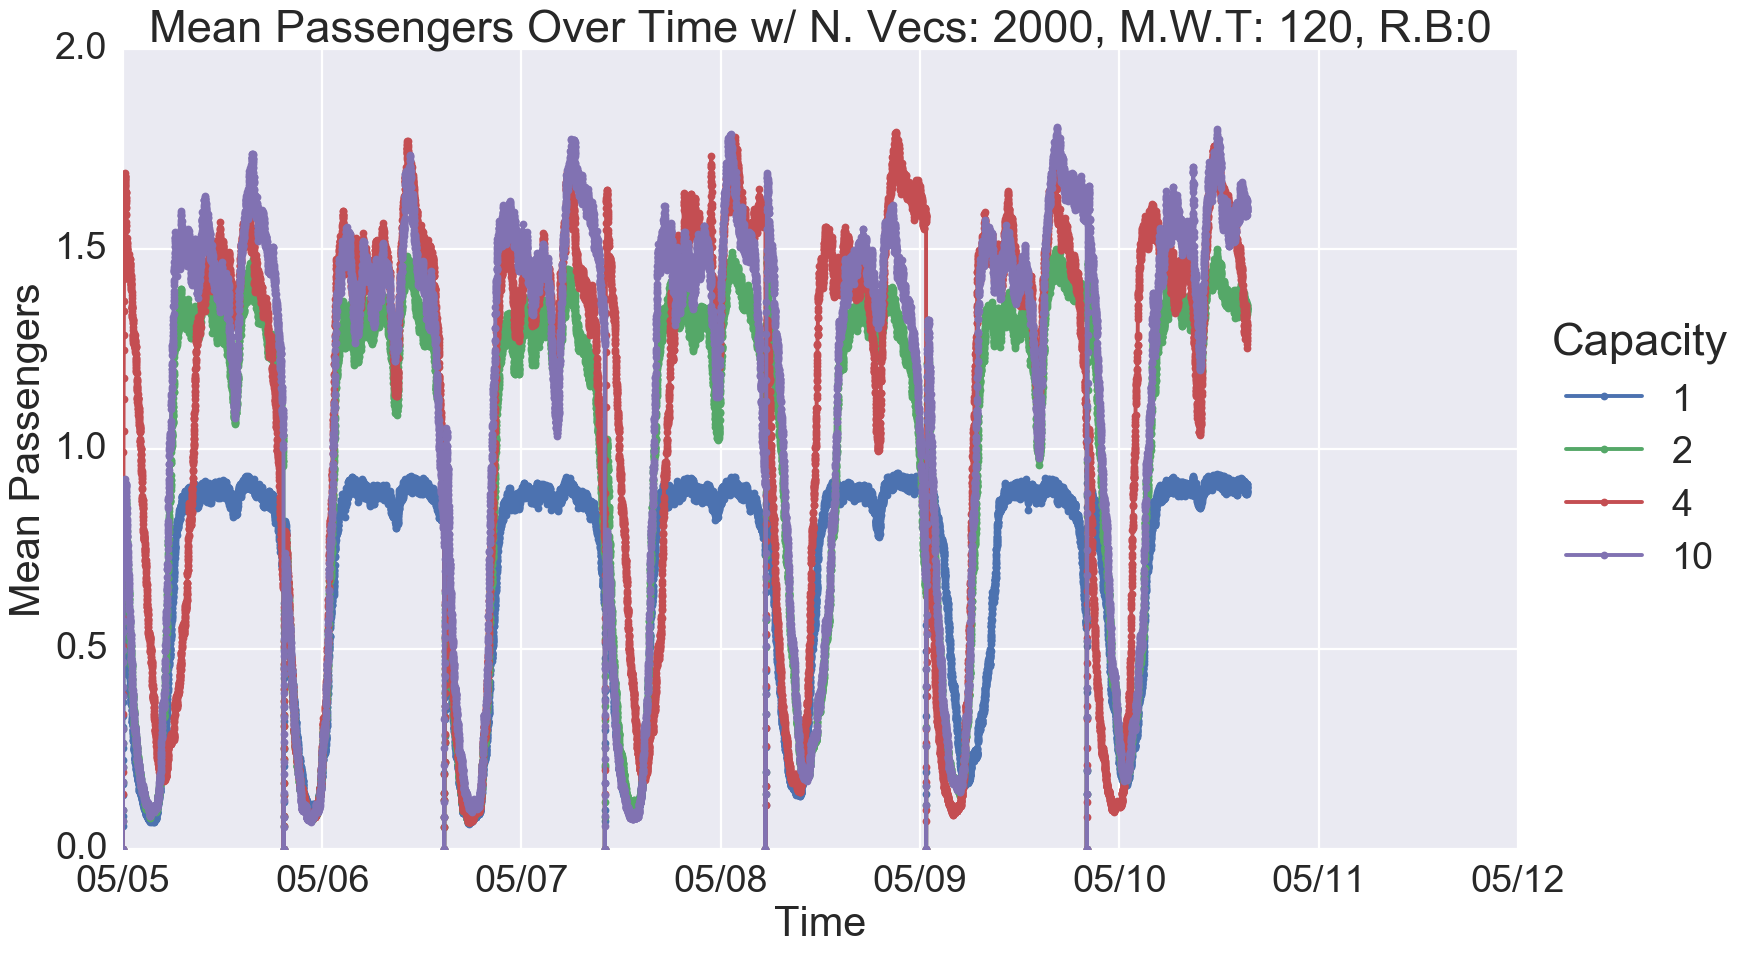 Mean Passengers Over Time w/ N. Vecs: 2000, M.W.T: 120, R.B:0
2.0
1.5
1.0
0.5
0.0
Mean Passengers
05/05 05/06 05/07 05/08 05/09 05/10 05/11 05/12
Time
Capacity
1
2
4
10